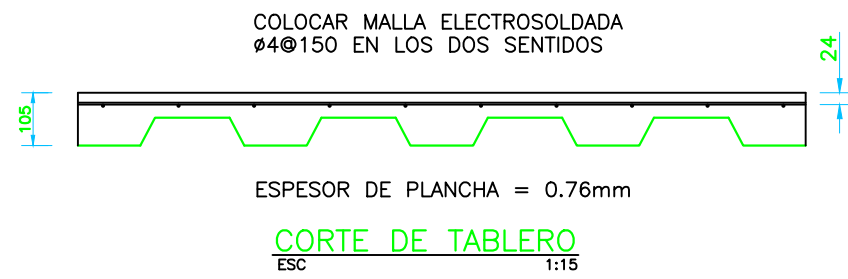 COLOCAR MALLA ELECTROSOLDADA
Ø4@150 EN LOS DOS SENTIDOS
24
105
ESPESOR DE PLANCHA = 0.76mm
CORTE DE TABLERO
ESC 1:15